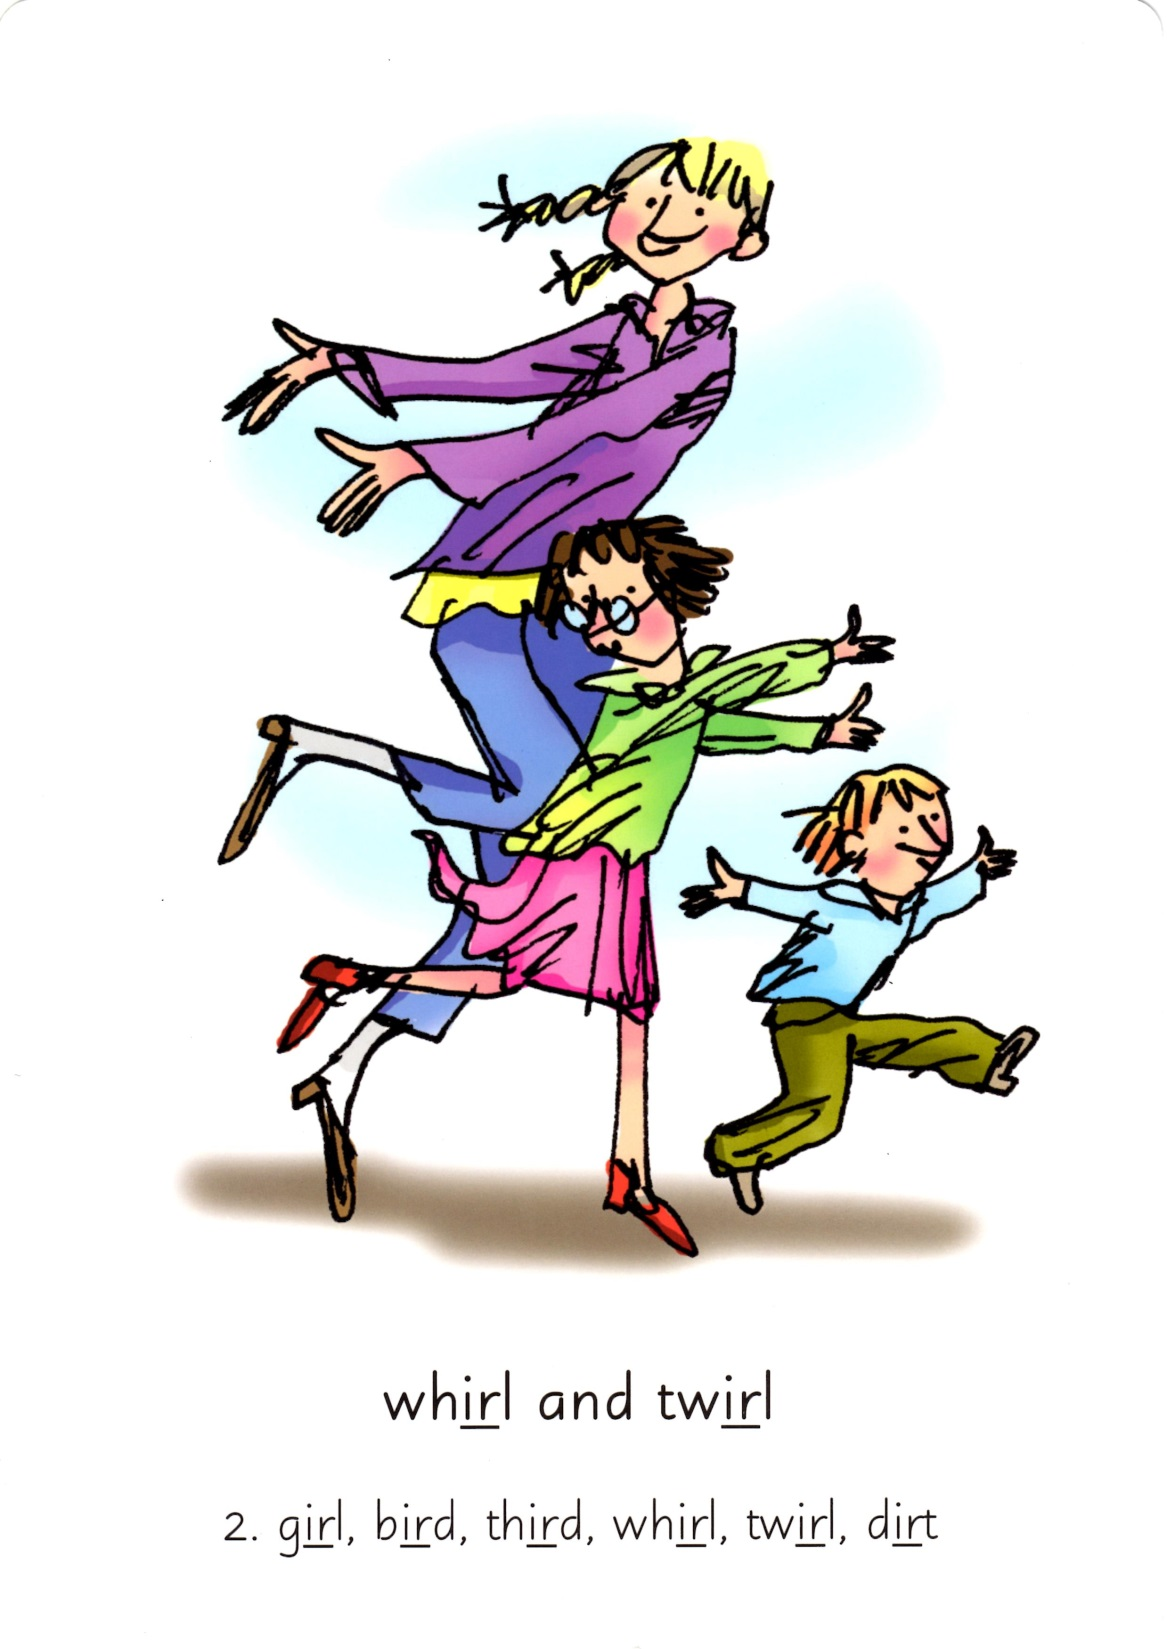 whirl and twirl
2. girl, bird, third, whirl, twirl, dirt